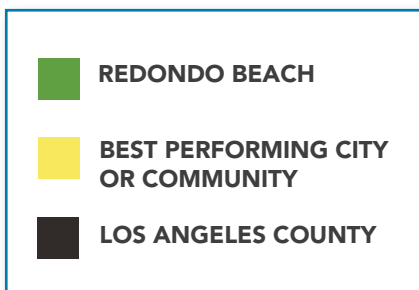 REDONDO BEACH
BEST PERFORMING CITY
OR COMMUNITY
LOS ANGELES COUNTY